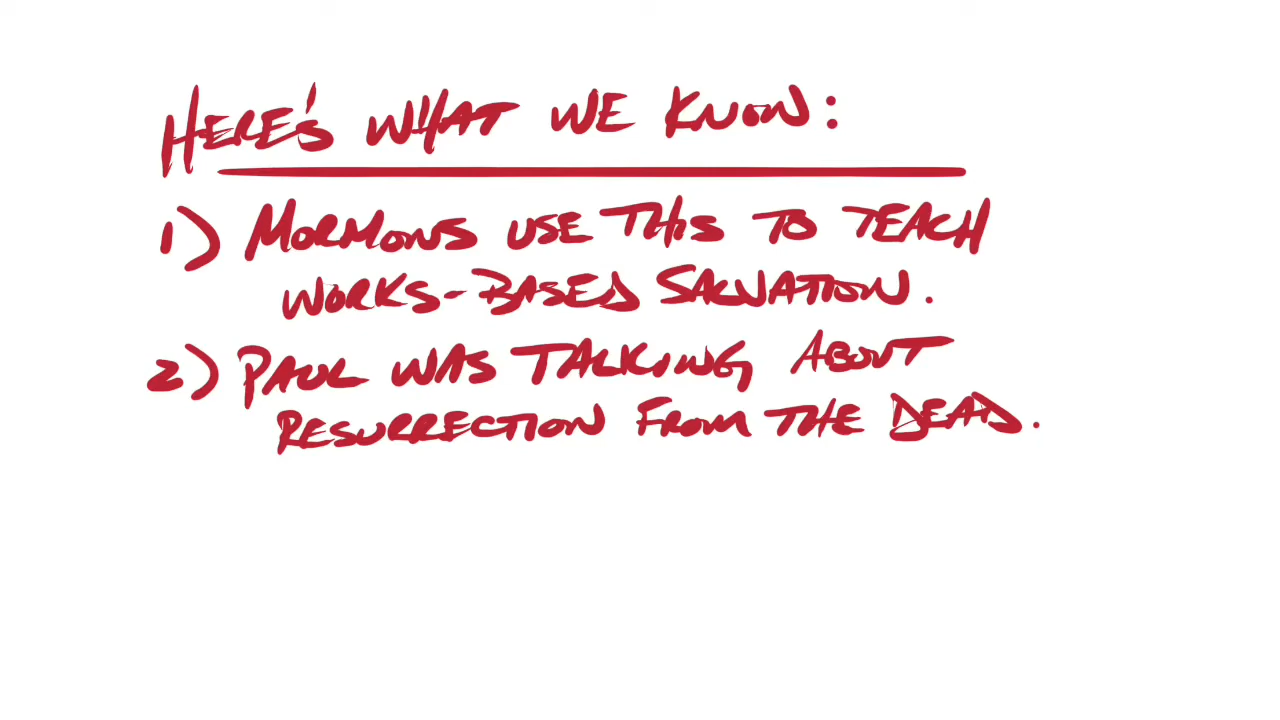 HERE'S WHAT WE KNOW:
1) MORMONS USE THIS TO TEACH
WORKS-BASED SALVATION.
2) PAUL WAS TALKING ABOUT
RESURRECTION FROM THE DEAD.